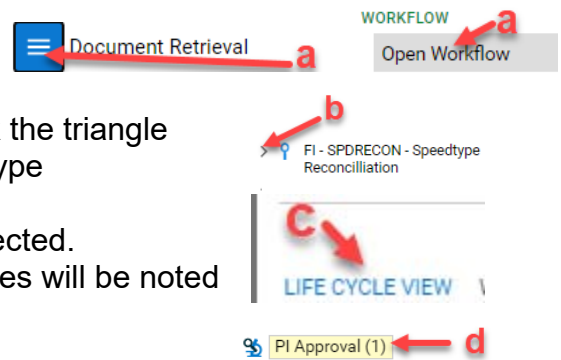 WORKFLOW
a
Document Retrieval
a
Open Workflow
b
the triangle
FI - SPDRECON - Speedtype
Reconcilliation
ype
ected.
C
es will be noted
LIFE CYCLE VIEW
PI Approval (1)
d